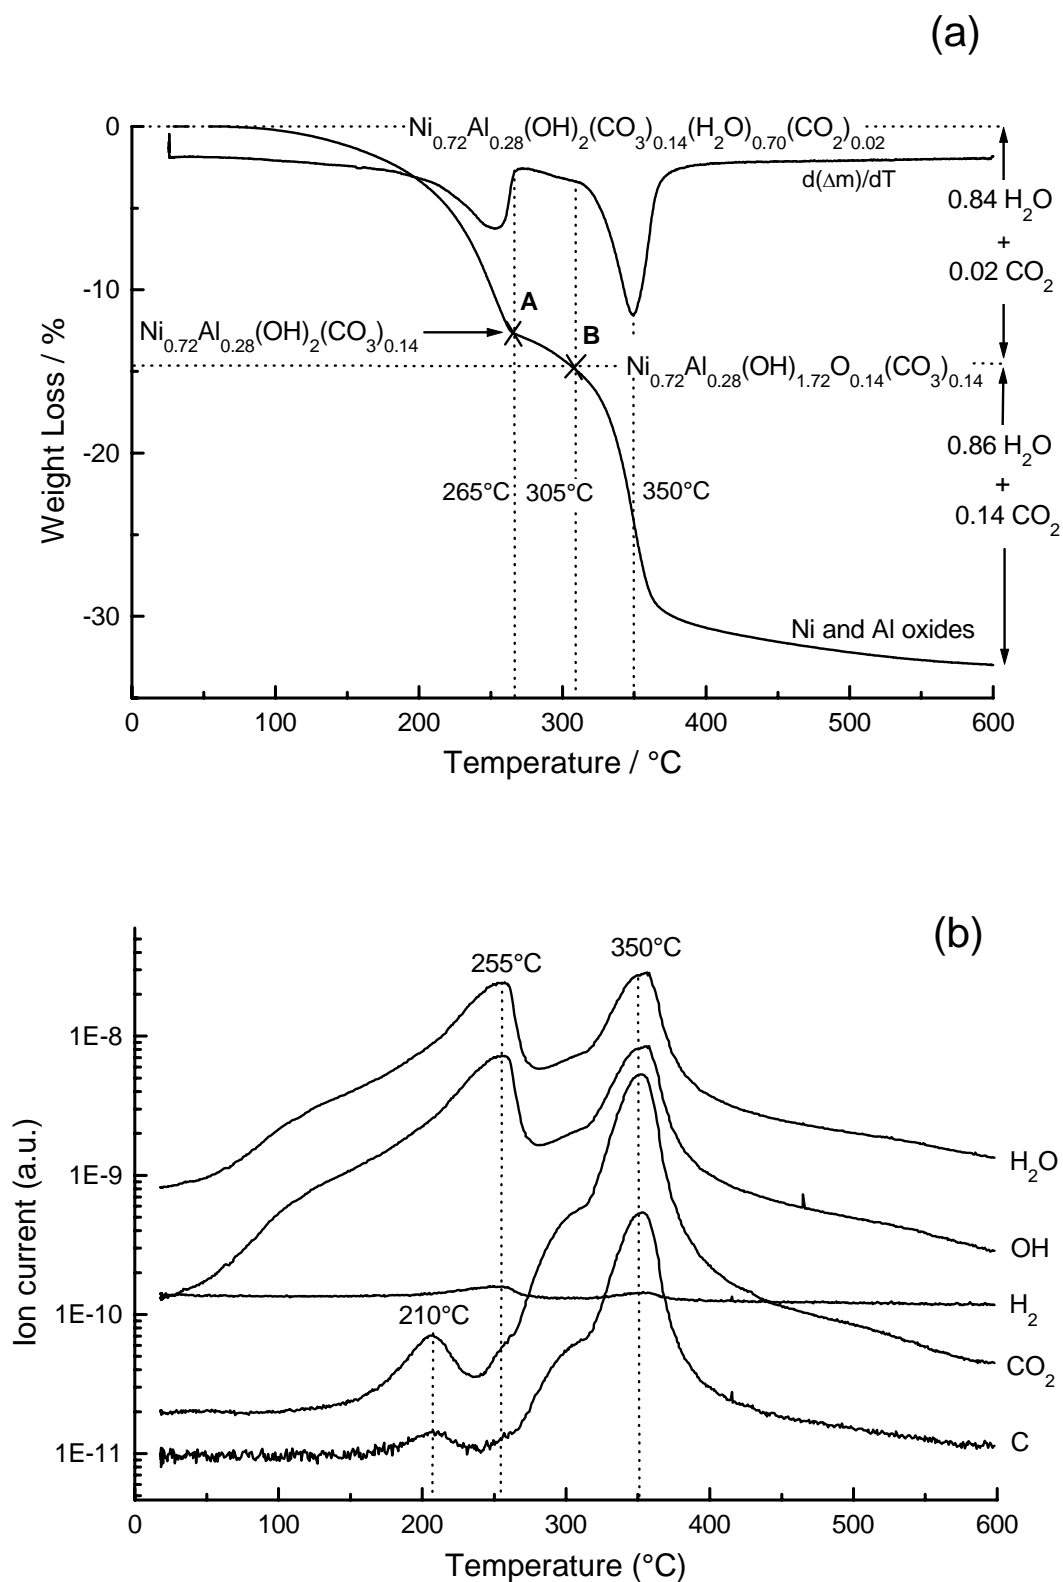 (a)
0
Ni0.72Al0.28(OH)2(CO3)0.14(H2O)0.70(CO2)0.02
d(Δm)/dT
0.84 H2O
+
0.02 CO2
-10
A
Ni0.72Al0.28(OH)2(CO3)0.14
B
Ni0.72Al0.28(OH)1.72O0.14(CO3)0.14
Weight Loss / %
0.86 H2O
+
0.14 CO2
-20
265°C
305°C
350°C
-30
Ni and Al oxides
0 100 200 300 400 500 600
Temperature / °C
(b)
255°C
350°C
1E-8
1E-9
1E-10
1E-11
Ion current (a.u.)
210°C
H2O
OH
H2
CO2
C
0 100 200 300 400 500 600
Temperature (°C)